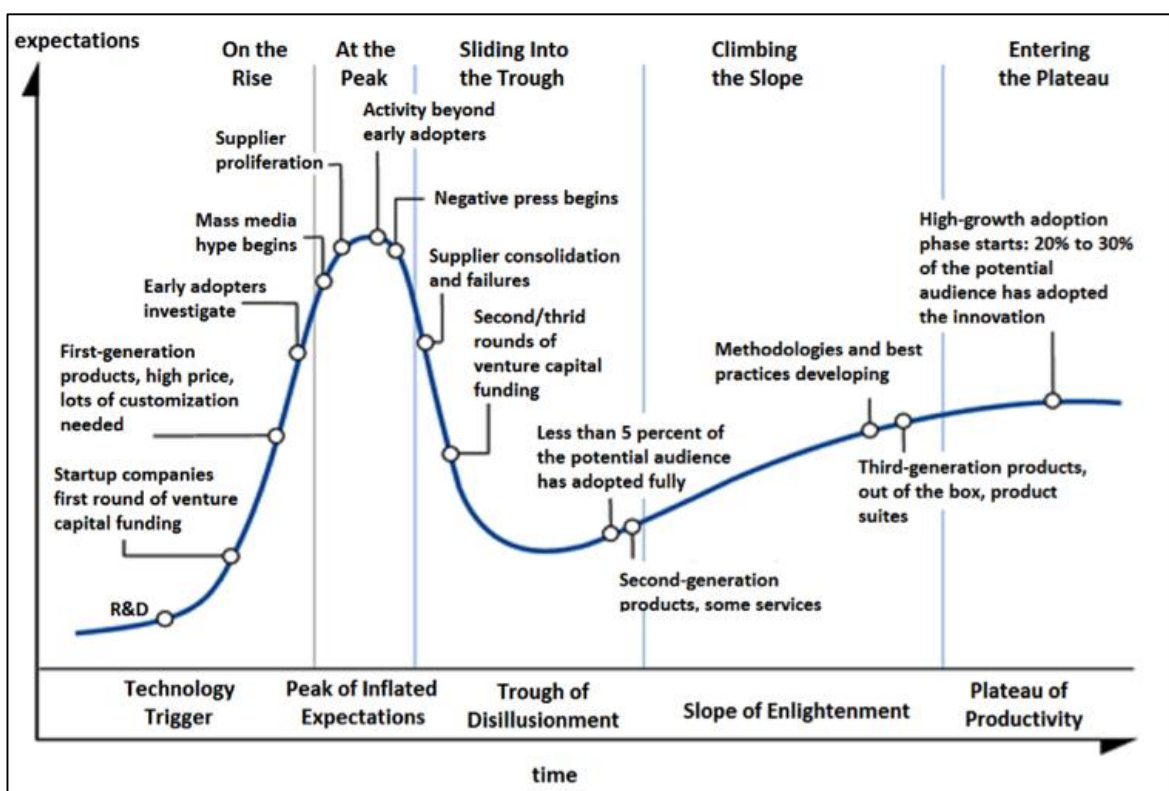 expectations
On the
Rise
At the
Peak
Sliding Into
the Trough
Climbing
the Slope
Entering
the Plateau
Activity beyond
early adopters
Supplier
proliferation
Negative press begins
Mass media
hype begins
High-growth adoption
phase starts: 20% to 30%
of the potential
audience has adopted
the innovation
Supplier consolidation
and failures
Early adopters
investigate
Second/thrid
rounds of
venture capital
funding
First-generation
products, high price,
lots of customization
needed
Methodologies and best
practices developing
Less than 5 percent of
the potential audience
has adopted fully
Startup companies
first round of venture
capital funding
Third-generation products,
out of the box, product
suites
Second-generation
products, some services
R&D
Technology
Trigger
Peak of Inflated
Expectations
Trough of
Disillusionment
Slope of Enlightenment
Plateau of
Productivity
time